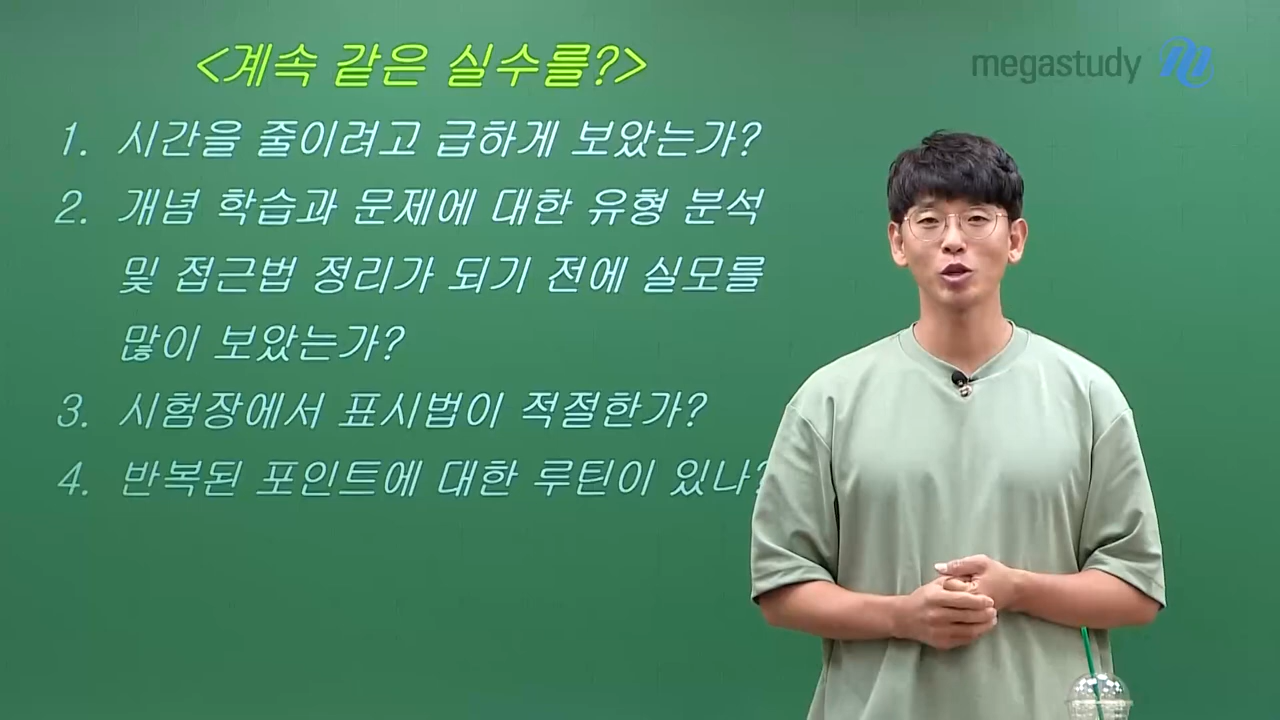 <계속 같은 실수를?>
megastudy
1. 시간을 줄이려고 급하게 보았는가?
2. 개념 학습과 문제에 대한 유형 분석
및 접근법 정리가 되기 전에 실모를
많이 보았는가?
3. 시험장에서 표시법이 적절한가?
4. 반복된 포인트에 대한 루틴이 있나?